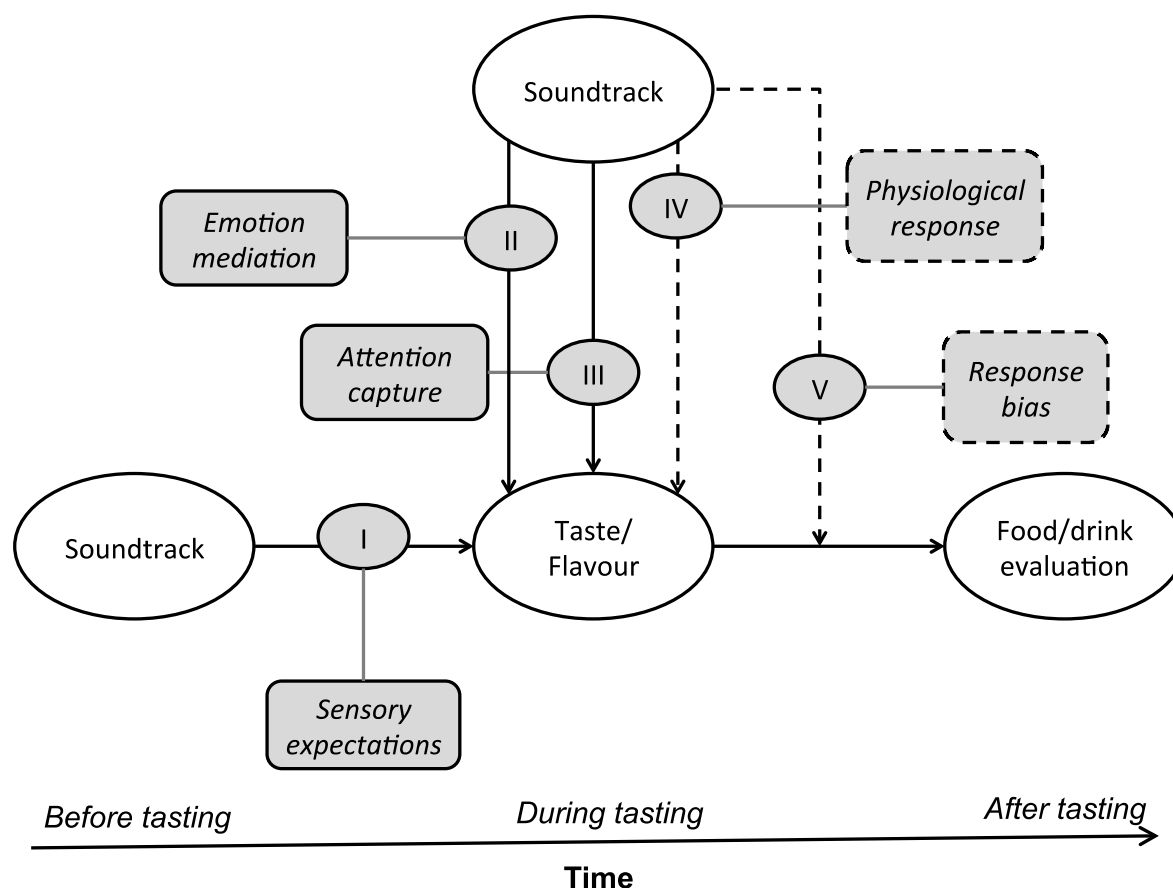 Soundtrack
Emotion
mediation
II
IV
Physiological
response
Attention
capture
III
V
Response
bias
Soundtrack
I
Taste/
Flavour
Food/drink
evaluation
Sensory
expectations
Before tasting
During tasting
After tasting
Time